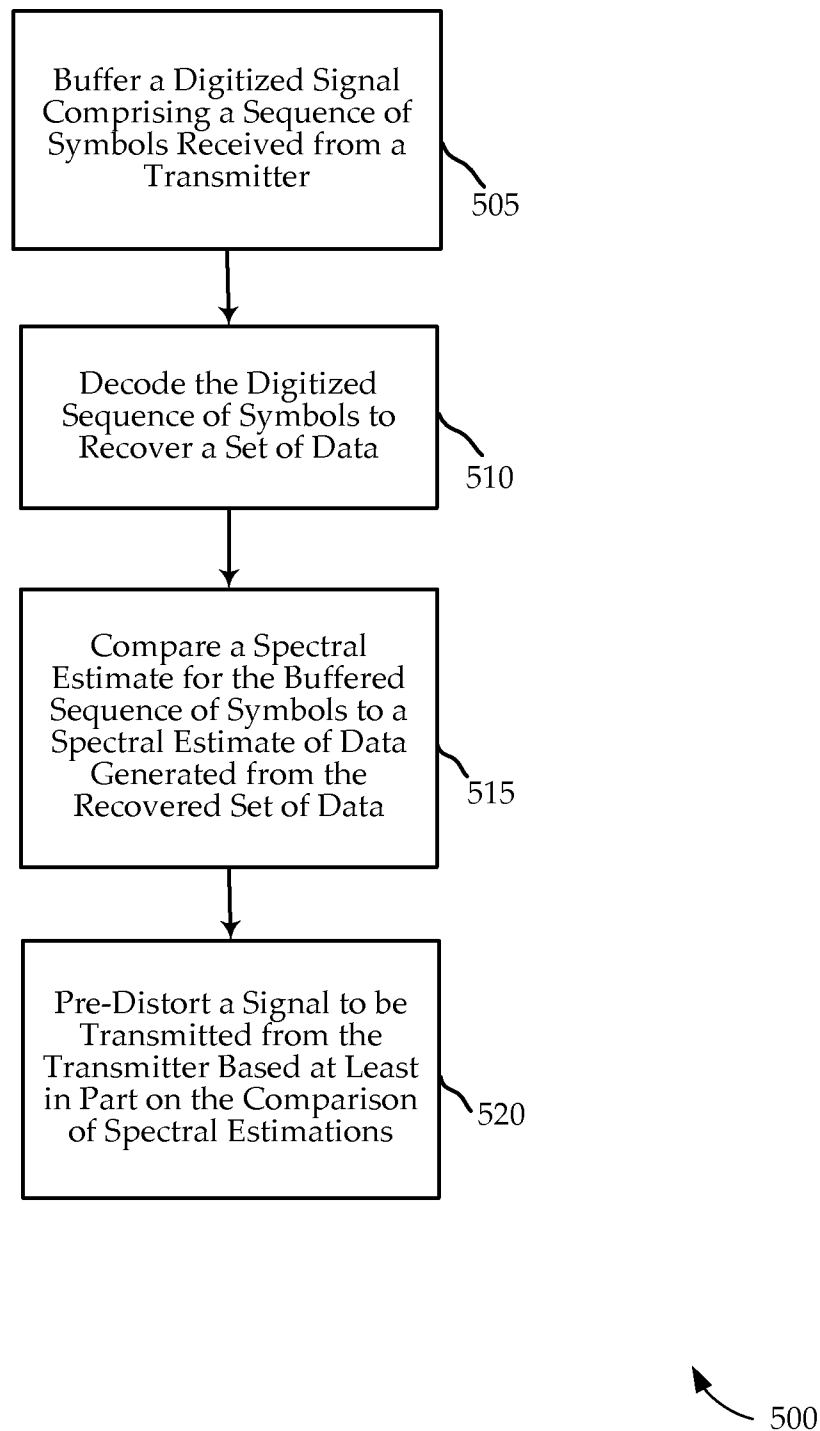 Buffer a Digitized Signal
Comprising a Sequence of
Symbols Received from a
Transmitter
505
Decode the Digitized
Sequence of Symbols to
Recover a Set of Data
510
Compare a Spectral
Estimate for the Buffered
Sequence of Symbols to a
Spectral Estimate of Data
Generated from the
Recovered Set of Data
515
Pre-Distort a Signal to be
Transmitted from the
Transmitter Based at Least
in Part on the Comparison
of Spectral Estimations
520
500